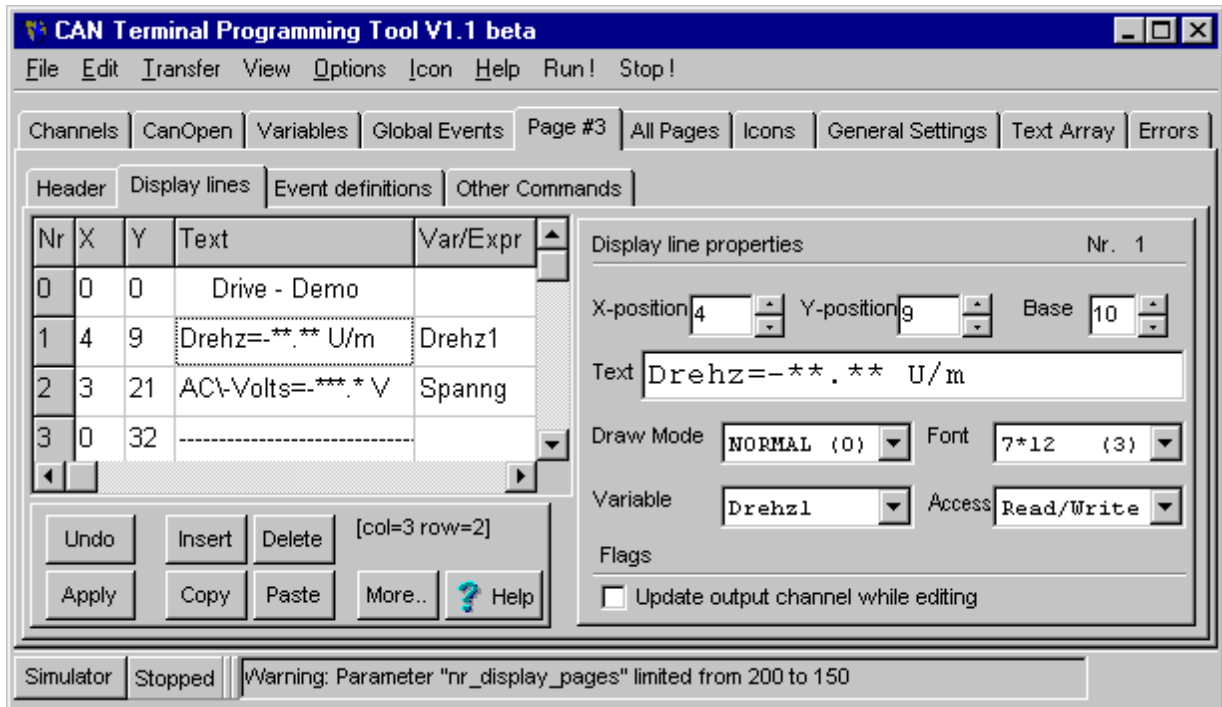 CAN Terminal Programming Tool V1.1 beta
File Edit Transfer View Options Icon Help Run! Stop!
Channels CanOpen Variables Global Events Page #3 All Pages Icons General Settings Text Array Errors
Header Display lines Event definitions Other Commands
Nr X Y Text Var/Expr
0 0 0 Drive - Demo
1 4 9 Drehz=-**.** U/m Drehz1
2 3 21 AC\-Volts=-***.* V Spanng
3 0 32 ----------------------------
Undo Insert Delete [col=3 row=2]
Apply Copy Paste More.. ? Help
Display line properties Nr. 1
X-position 4 Y-position 9 Base 10
Text Drehz=-**.** U/m
Draw Mode NORMAL (0) Font 7*12 (3)
Variable Drehz1 Access Read/Write
Flags
Update output channel while editing
Simulator Stopped Warning: Parameter "nr_display_pages" limited from 200 to 150